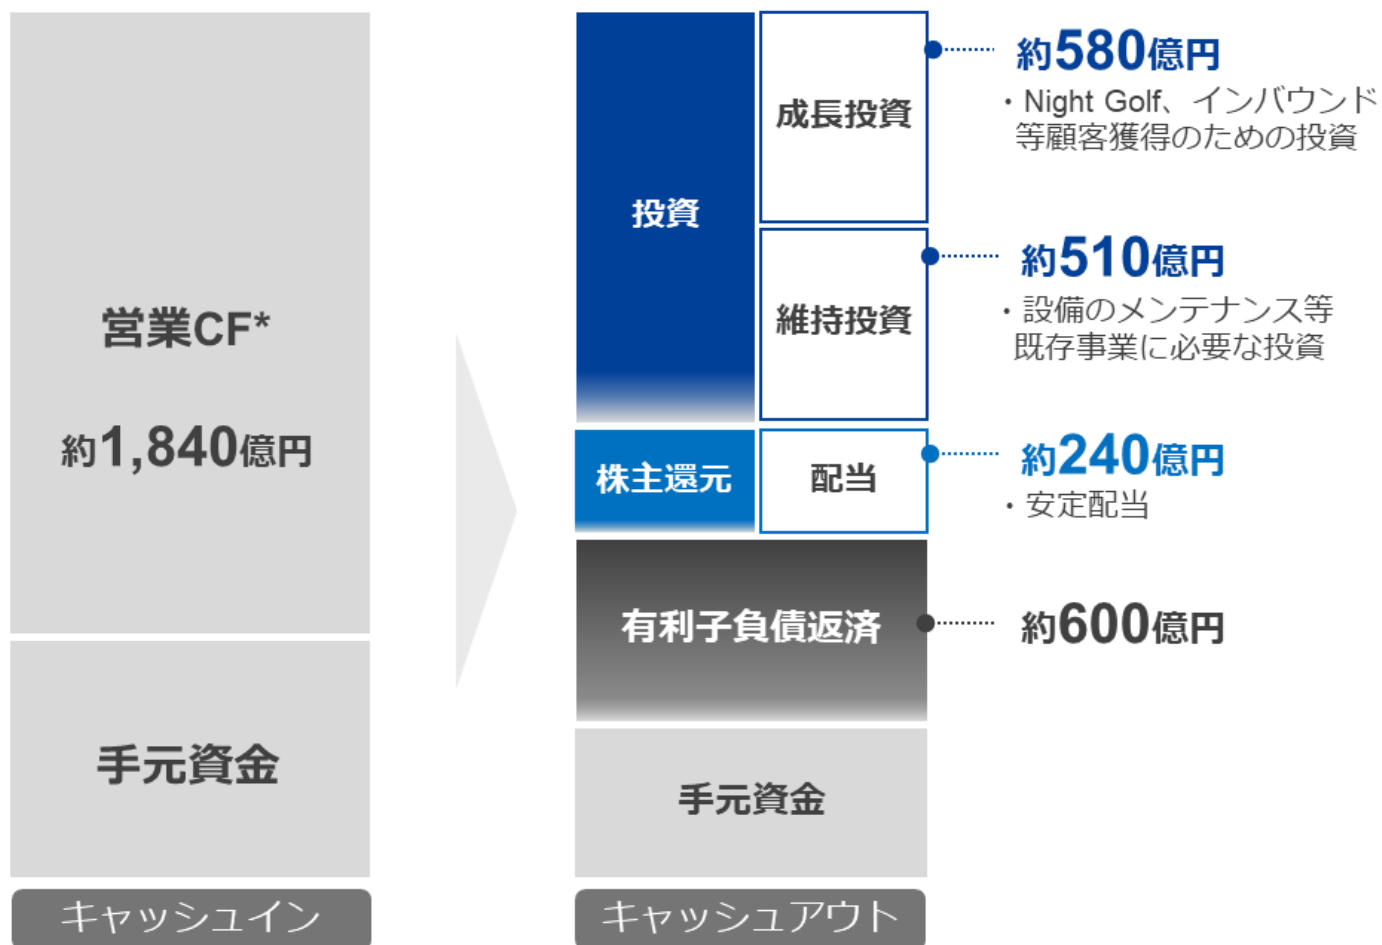 営業CF*
約1,840億円
手元資金
キャッシュイン
投資
成長投資
約580億円
・Night Golf、インバウンド
等顧客獲得のための投資
維持投資
約510億円
・設備のメンテナンス等
既存事業に必要な投資
株主還元
配当
約240億円
・安定配当
有利子負債返済
約600億円
手元資金
キャッシュアウト